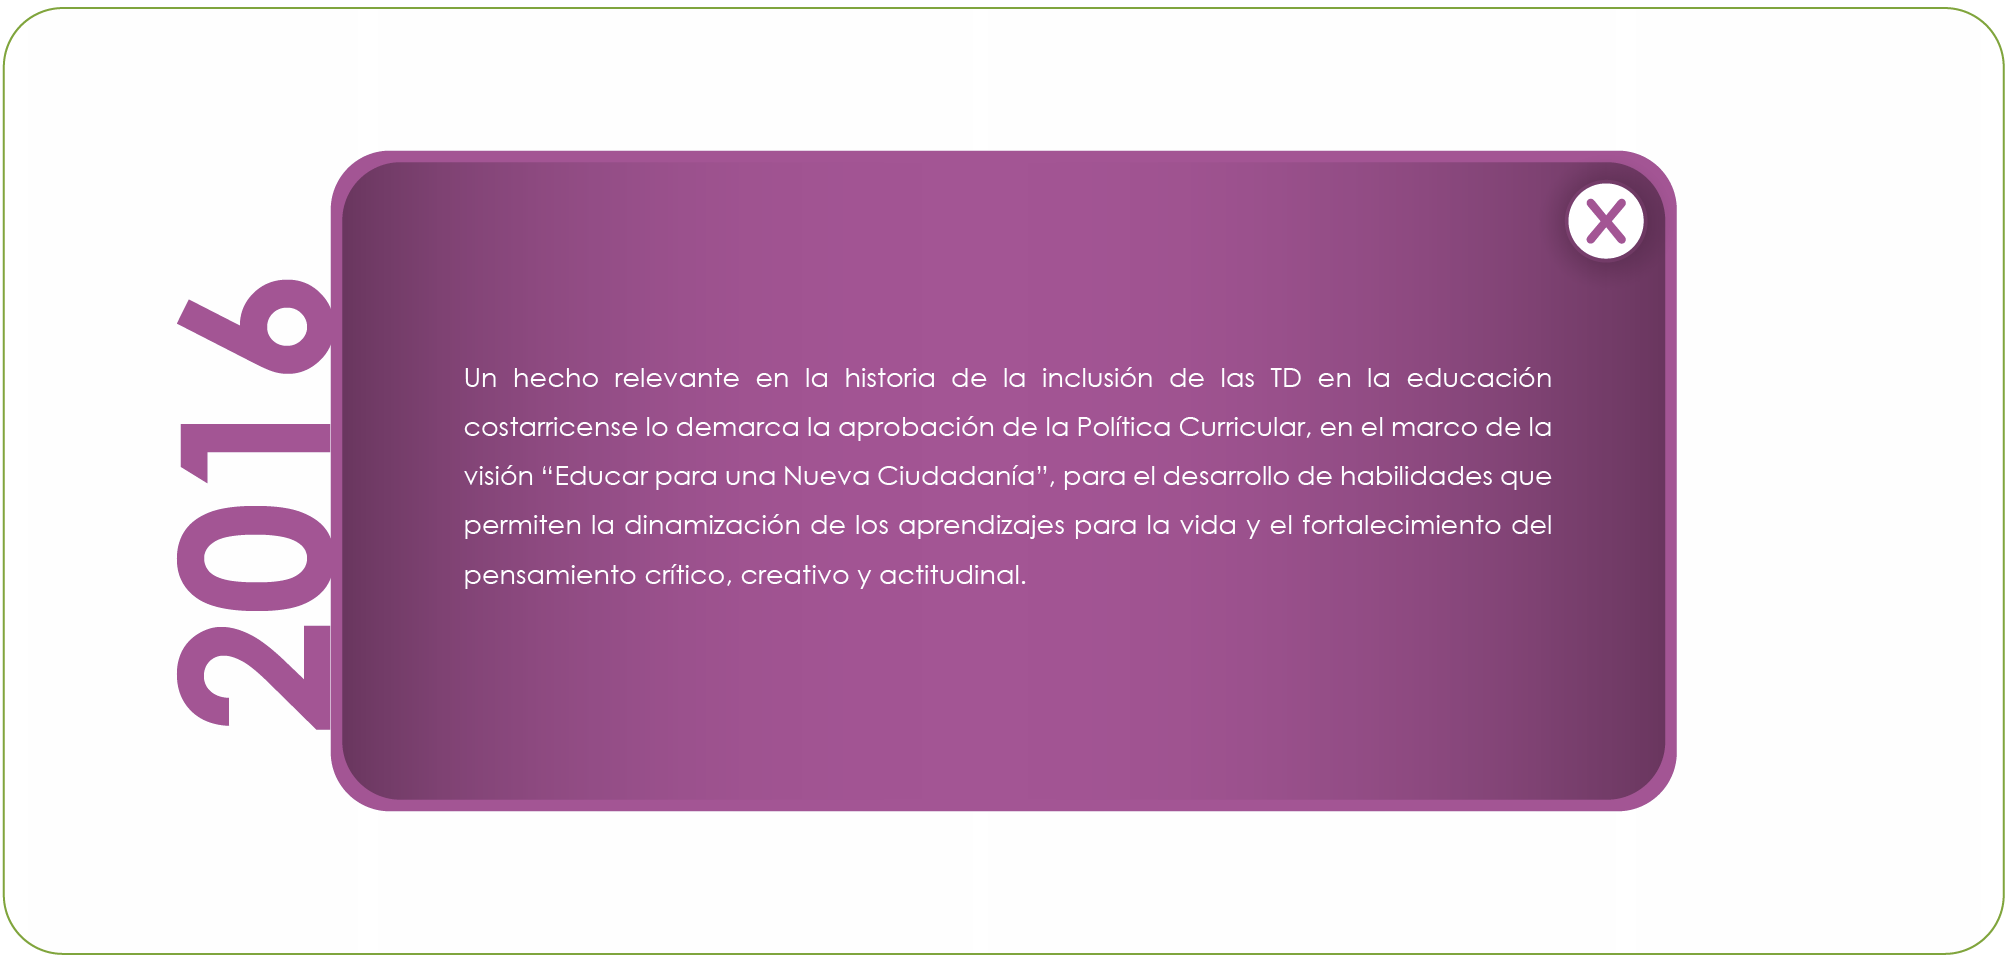 2016
X
Un hecho relevante en la historia de la inclusión de las TD en la educación
costarricense lo demarca la aprobación de la Política Curricular, en el marco de la
visión “Educar para una Nueva Ciudadanía”, para el desarrollo de habilidades que
permiten la dinamización de los aprendizajes para la vida y el fortalecimiento del
pensamiento crítico, creativo y actitudinal.